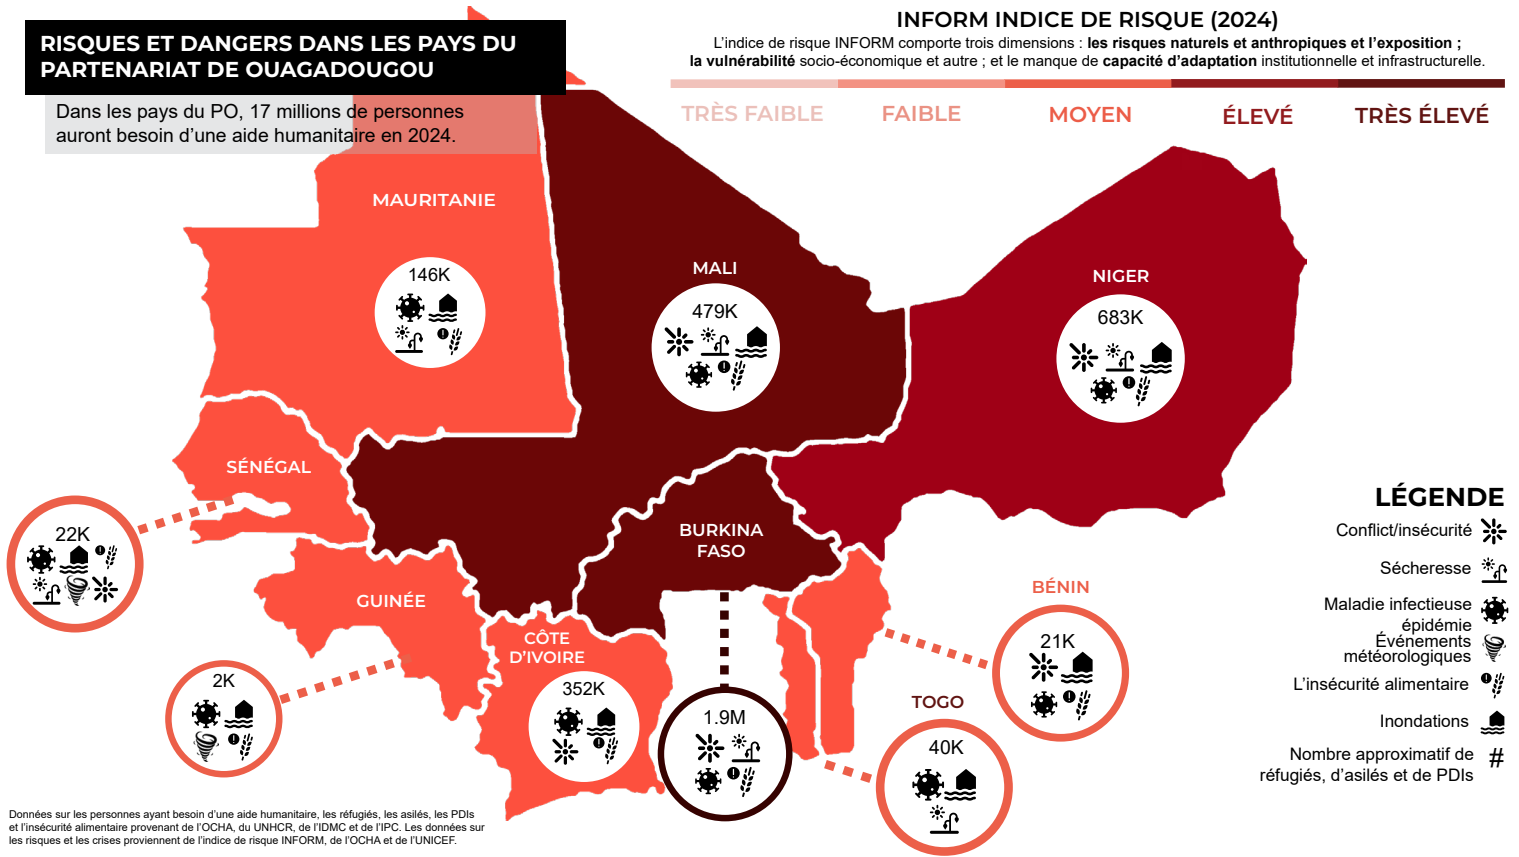 RISQUES ET DANGERS DANS LES PAYS DU
PARTENARIAT DE OUAGADOUGOU
Dans les pays du PO, 17 millions de personnes
auront besoin d'une aide humanitaire en 2024.
INFORM INDICE DE RISQUE (2024)
L'indice de risque INFORM comporte trois dimensions : les risques naturels et anthropiques et l'exposition ;
la vulnérabilité socio-économique et autre ; et le manque de capacité d'adaptation institutionnelle et infrastructurelle.
TRÈS FAIBLE
FAIBLE
MOYEN
ÉLEVÉ
TRÈS ÉLEVÉ
MAURITANIE
146K
MALI
479K
NIGER
683K
SÉNÉGAL
22K
BURKINA
FASO
1.9M
GUINÉE
2K
CÔTE
D'IVOIRE
352K
BÉNIN
21K
TOGO
40K
LÉGENDE
Conflict/insécurité
Sécheresse
Maladie infectieuse
épidémie
Événements
météorologiques
L'insécurité alimentaire
Inondations
Nombre approximatif de
réfugiés, d'asilés et de PDIs
#
Données sur les personnes ayant besoin d'une aide humanitaire, les réfugiés, les asilés, les PDIs
et l'insécurité alimentaire provenant de l'OCHA, du UNHCR, de l'IDMC et de l'IPC. Les données sur
les risques et les crises proviennent de l'indice de risque INFORM, de l'OCHA et de l'UNICEF.